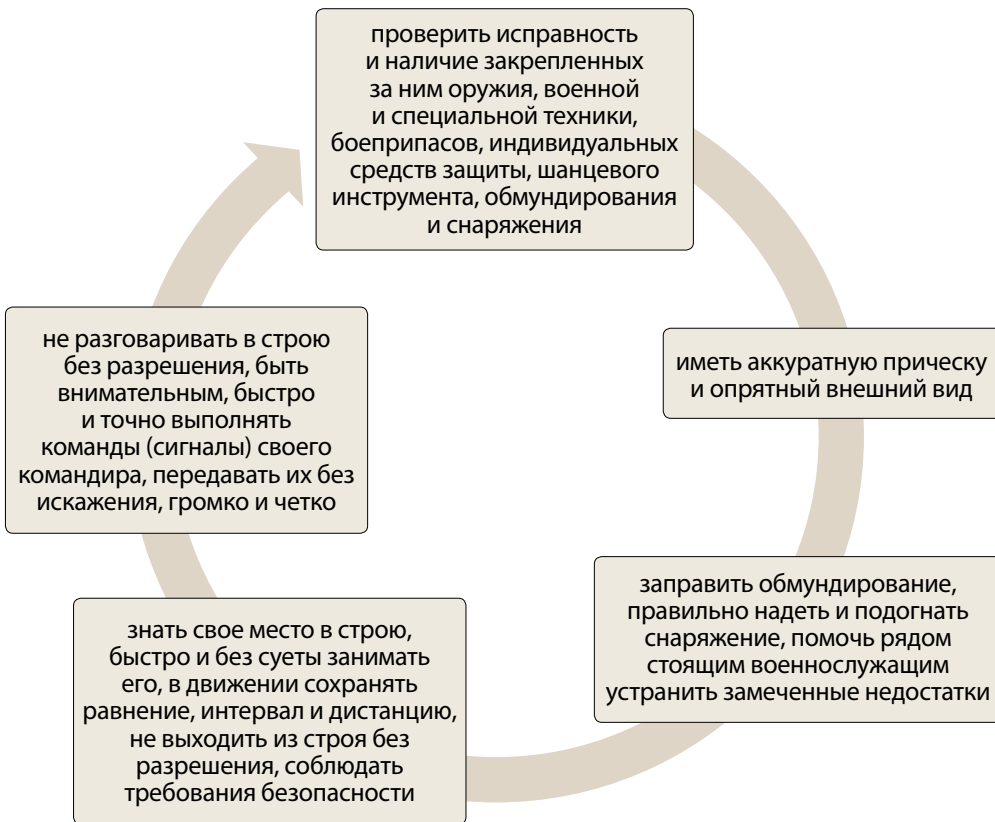 проверить исправность
и наличие закрепленных
за ним оружия, военной
и специальной техники,
боеприпасов, индивидуальных
средств защиты, шанцевого
инструмента, обмундирования
и снаряжения
иметь аккуратную прическу
и опрятный внешний вид
заправить обмундирование,
правильно надеть и подогнать
снаряжение, помочь рядом
стоящим военнослужащим
устранить замеченные недостатки
знать свое место в строю,
быстро и без суеты занимать
его, в движении сохранять
равнение, интервал и дистанцию,
не выходить из строя без
разрешения, соблюдать
требования безопасности
не разговаривать в строю
без разрешения, быть
внимательным, быстро
и точно выполнять
команды (сигналы) своего
командира, передавать их без
искажения, громко и четко